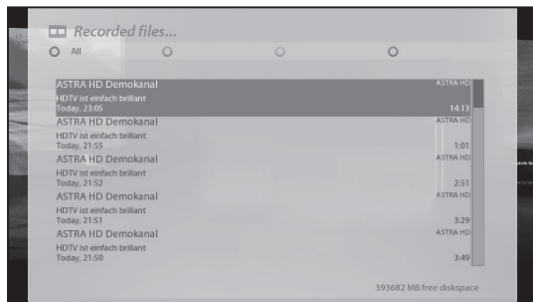 Recorded files...
All
ASTRA HD Demokanal ASTRA HD
HDTV ist einfach brillant
Today, 23:05 14:13
ASTRA HD Demokanal ASTRA HD
HDTV ist einfach brillant
Today, 21:55 1:01
ASTRA HD Demokanal ASTRA HD
HDTV ist einfach brillant
Today, 21:52 2:51
ASTRA HD Demokanal ASTRA HD
HDTV ist einfach brillant
Today, 21:51 3:29
ASTRA HD Demokanal ASTRA HD
HDTV ist einfach brillant
Today, 21:50 3:49
393682 MB free diskspace